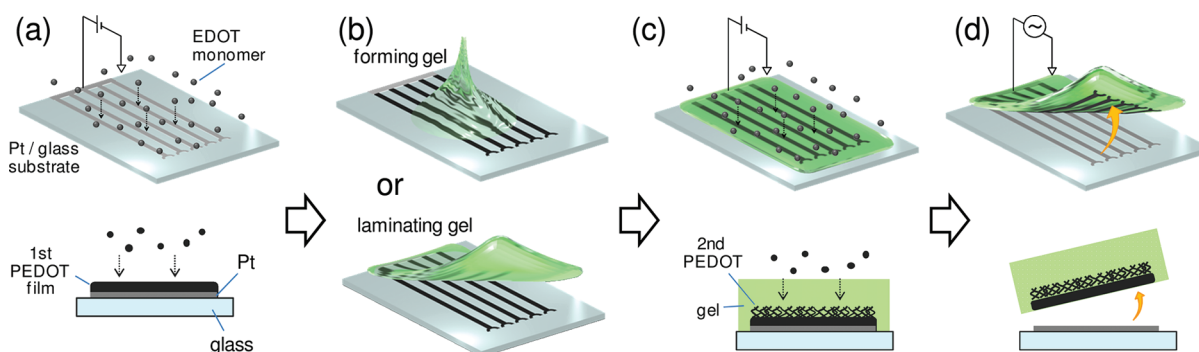 (a)
EDOT
monomer
Pt / glass
substrate
1st
PEDOT
film
Pt
glass
(b)
forming gel
or
laminating gel
(c)
2nd
PEDOT
gel
(d)